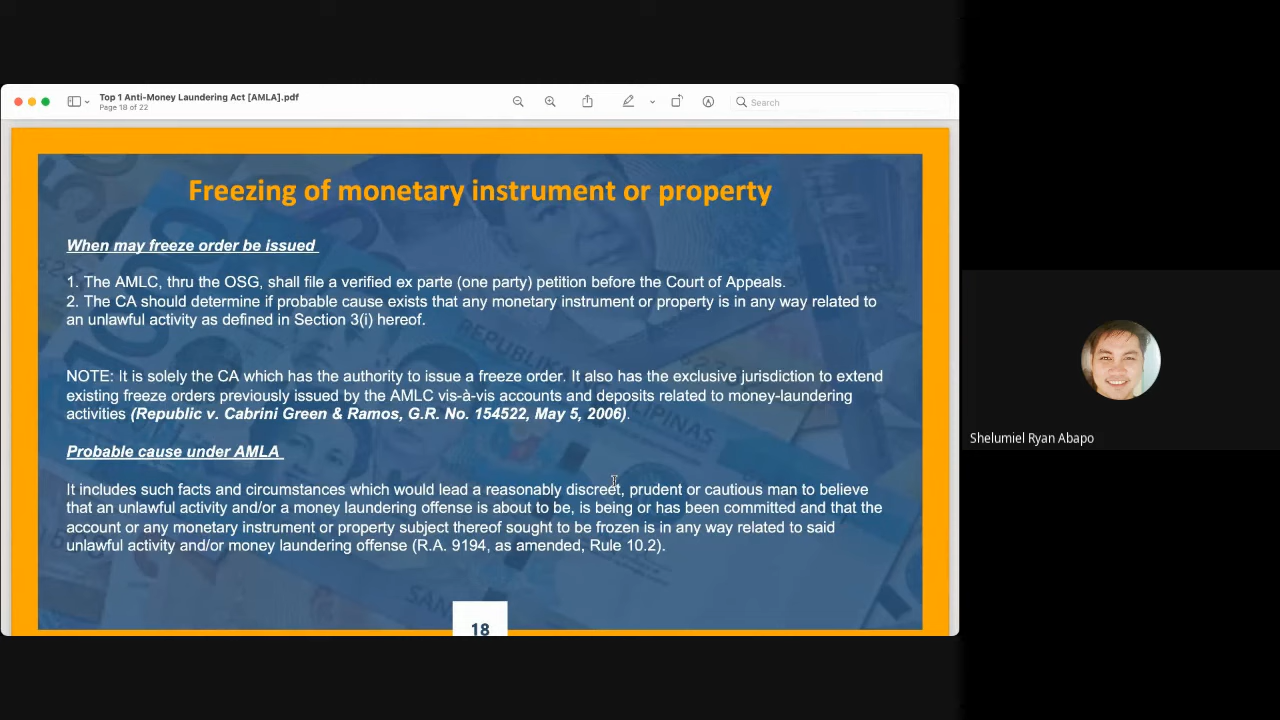 Top 1 Anti-Money Laundering Act [AMLA].pdf
Page 18 of 22
Search
Freezing of monetary instrument or property
When may freeze order be issued
1. The AMLC, thru the OSG, shall file a verified ex parte (one party) petition before the Court of Appeals.
2. The CA should determine if probable cause exists that any monetary instrument or property is in any way related to
an unlawful activity as defined in Section 3(i) hereof.
NOTE: It is solely the CA which has the authority to issue a freeze order. It also has the exclusive jurisdiction to extend
existing freeze orders previously issued by the AMLC vis-à-vis accounts and deposits related to money-laundering
activities (Republic v. Cabrini Green & Ramos, G.R. No. 154522, May 5, 2006).
Probable cause under AMLA
It includes such facts and circumstances which would lead a reasonably discreet, prudent or cautious man to believe
that an unlawful activity and/or a money laundering offense is about to be, is being or has been committed and that the
account or any monetary instrument or property subject thereof sought to be frozen is in any way related to said
unlawful activity and/or money laundering offense (R.A. 9194, as amended, Rule 10.2).
18
Shelumiel Ryan Abapo